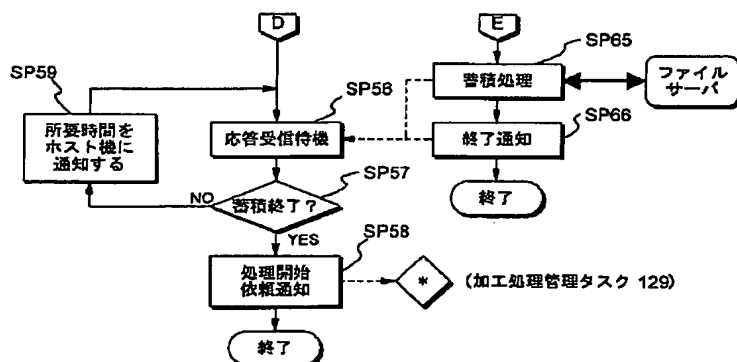 D
E
SP65
SP59
蓄積処理
ファイル
サーバ
SP56
所要時間を
ホスト機に
通知する
応答受信待機
SP66
終了通知
SP57
NO
蓄積終了？
終了
YES
SP58
処理開始
依頼通知
*
(加工処理管理タスク 129)
終了